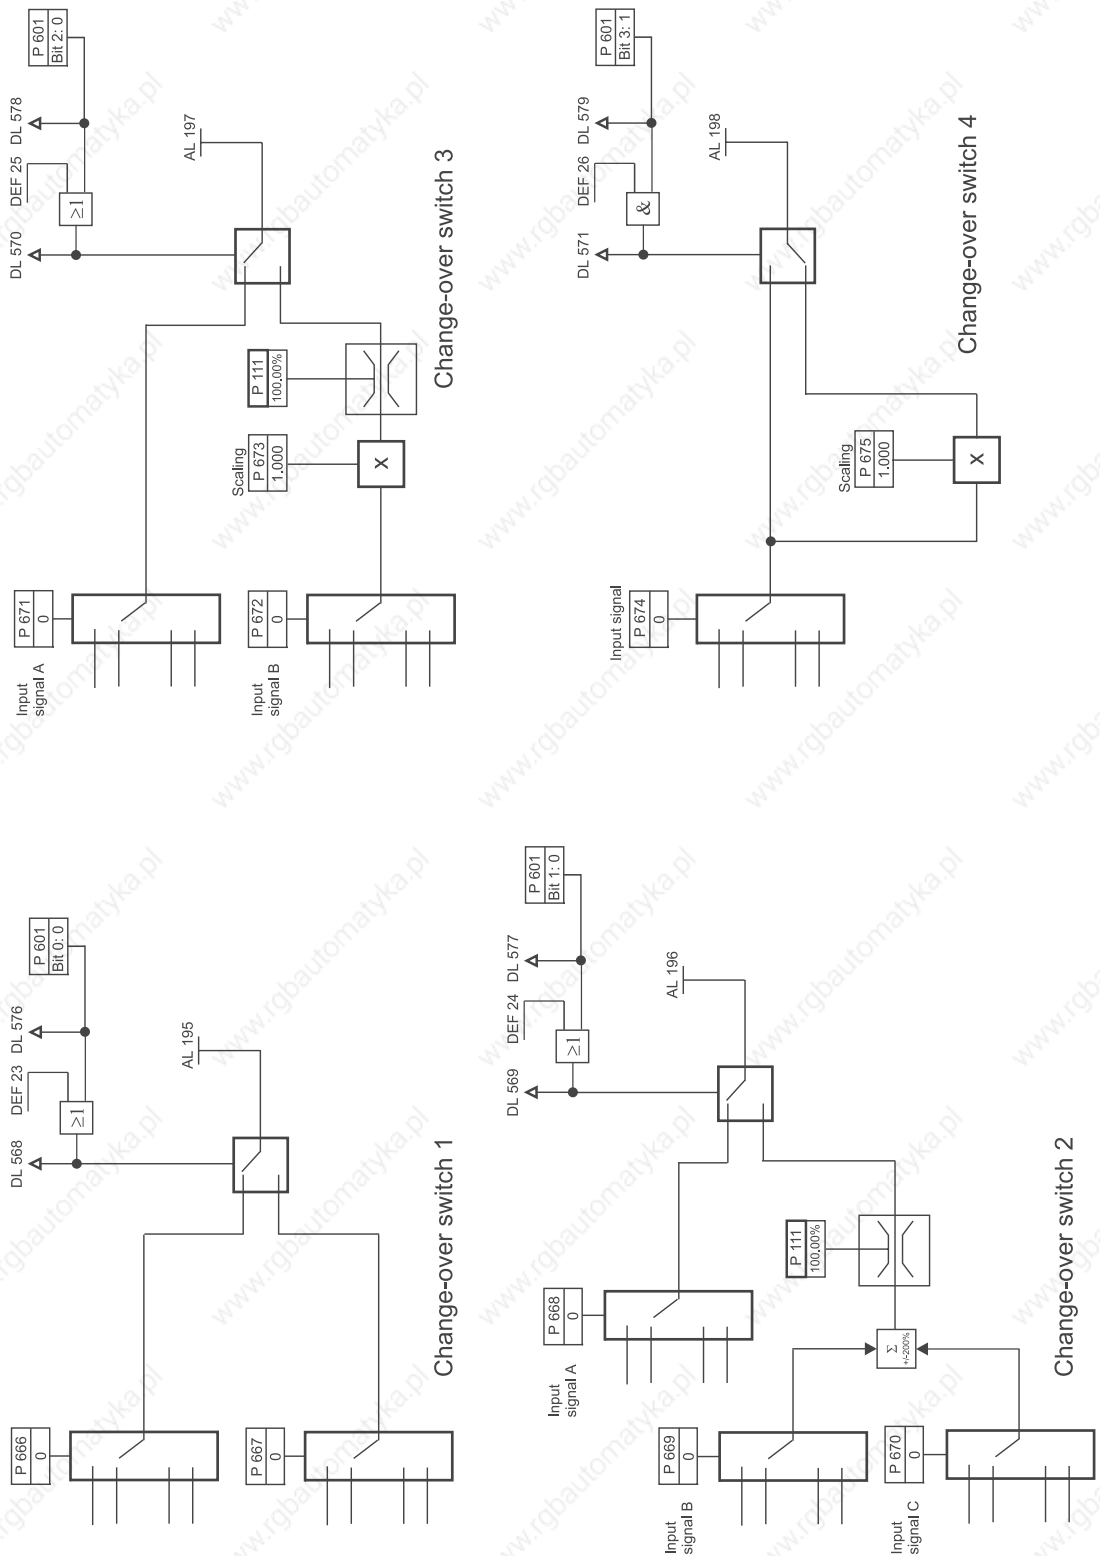 Change-over switch 1
P 666
0
P 667
0
AL 195
DL 568
≥1
DEF 23
DL 576
P 601
Bit 0: 0
Change-over switch 3
Input
signal A
P 671
0
Input
signal B
P 672
0
Scaling
P 673
1.000
X
P 111
100.00%
AL 197
DL 570
≥1
DEF 25
DL 578
P 601
Bit 2: 0
Change-over switch 2
Input
signal A
P 668
0
Input
signal B
P 669
0
Input
signal C
P 670
0
Σ
+/-200%
P 111
100.00%
AL 196
DL 569
≥1
DEF 24
DL 577
P 601
Bit 1: 0
Change-over switch 4
Input signal
P 674
0
Scaling
P 675
1.000
X
AL 198
DL 571
&
DEF 26
DL 579
P 601
Bit 3: 1
www.rgbautomatyka.pl